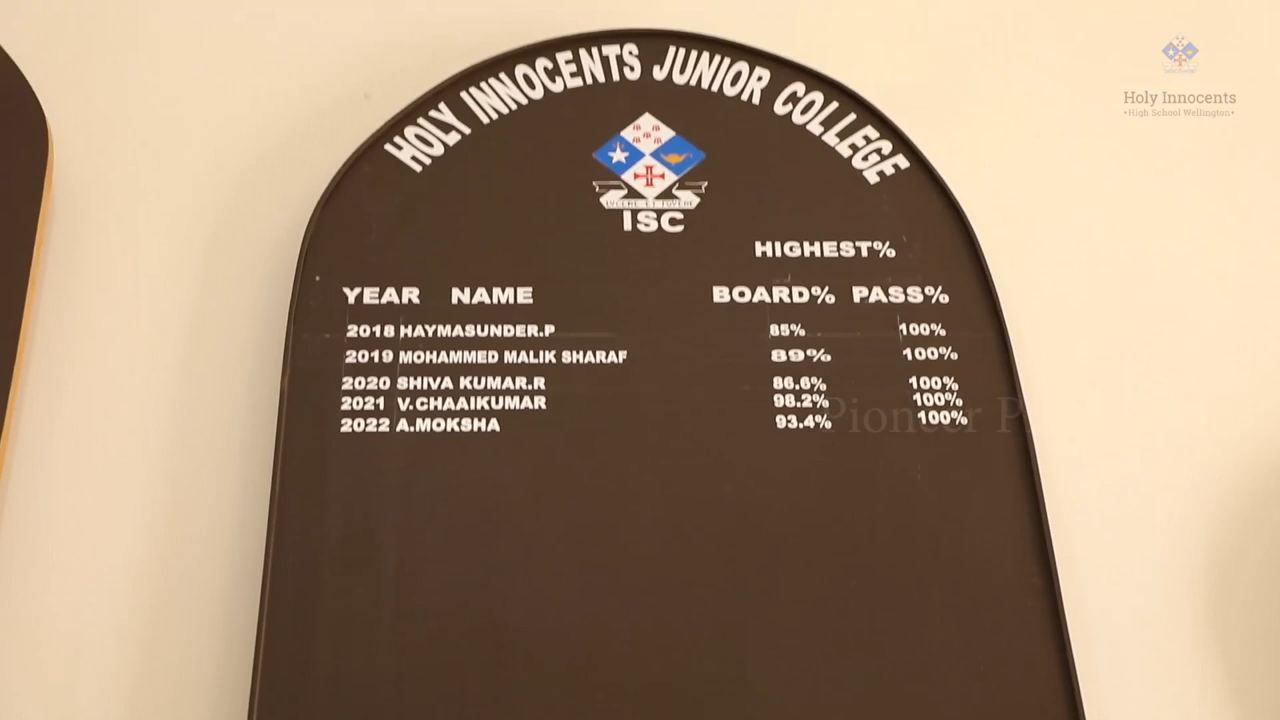 HOLY INNOCENTS JUNIOR COLLEGE
ISC
HIGHEST%
YEAR NAME BOARD% PASS%
2018 HAYMASUNDER.P 85% 100%
2019 MOHAMMED MALIK SHARAF 89% 100%
2020 SHIVA KUMAR.R 86.6% 100%
2021 V.CHAAIKUMAR 98.2% 100%
2022 A.MOKSHA 93.4% 100%
Pioneer P
Holy Innocents
•High School Wellington•